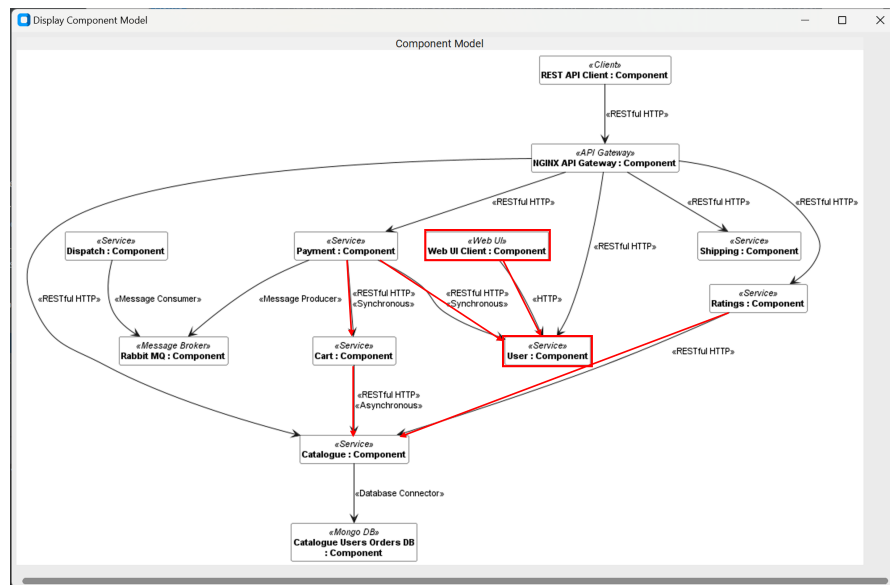 Display Component Model
Component Model
«Client»
REST API Client : Component
«RESTful HTTP»
«API Gateway»
NGINX API Gateway : Component
«RESTful HTTP»
«RESTful HTTP»
«RESTful HTTP»
«Service»
Dispatch : Component
«Service»
Payment : Component
«Web UI»
Web UI Client : Component
«RESTful HTTP»
«Service»
Shipping : Component
«RESTful HTTP»
«Message Consumer»
«Message Producer»
«RESTful HTTP»
«Synchronous»
«RESTful HTTP»
«Synchronous»
«HTTP»
«Service»
Ratings : Component
«Message Broker»
Rabbit MQ : Component
«Service»
Cart : Component
«Service»
User : Component
«RESTful HTTP»
«RESTful HTTP»
«Asynchronous»
«Service»
Catalogue : Component
«Database Connector»
«Mongo DB»
Catalogue Users Orders DB
: Component